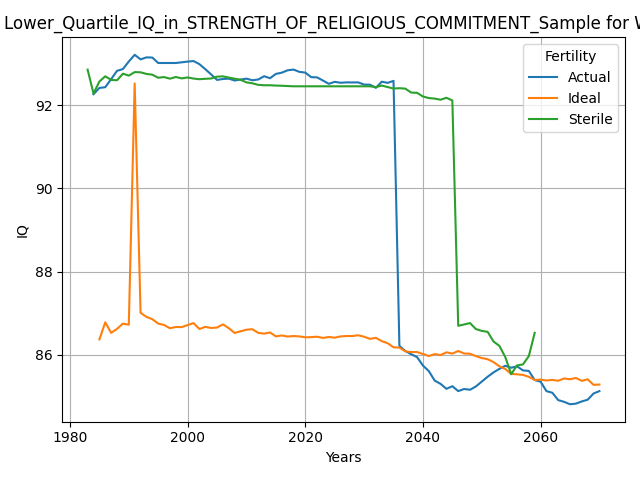 Lower_Quartile_IQ_in_STRENGTH_OF_RELIGIOUS_COMMITMENT_Sample for
Fertility
Actual
Ideal
Sterile
92
90
88
86
IQ
1980
2000
2020
2040
2060
Years